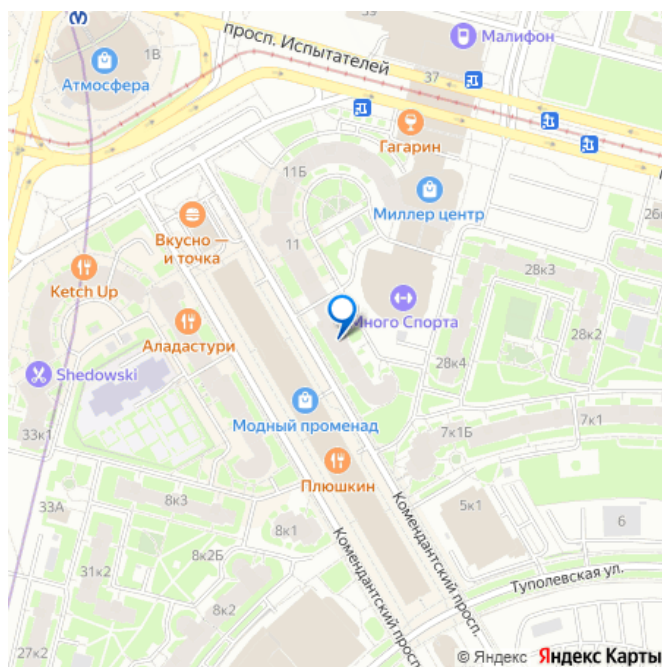 39
Малифон
1В
просп. Испытателей
37
Атмосфера
Гагарин
11Б
Миллер центр
11
Вкусно —
и точка
28к3
Ketch Up
Много Спорта
28к2
Аладастури
28к4
Shedowski
Модный променад
7к1
7к1Б
33к1
Плюшкин
8к3
5к1
33А
6
8к1
8к2Б
Комендантский просп.
Комендантский просп.
31к2
Туполевская ул.
8к2
27к2
© Яндекс Яндекс Карты